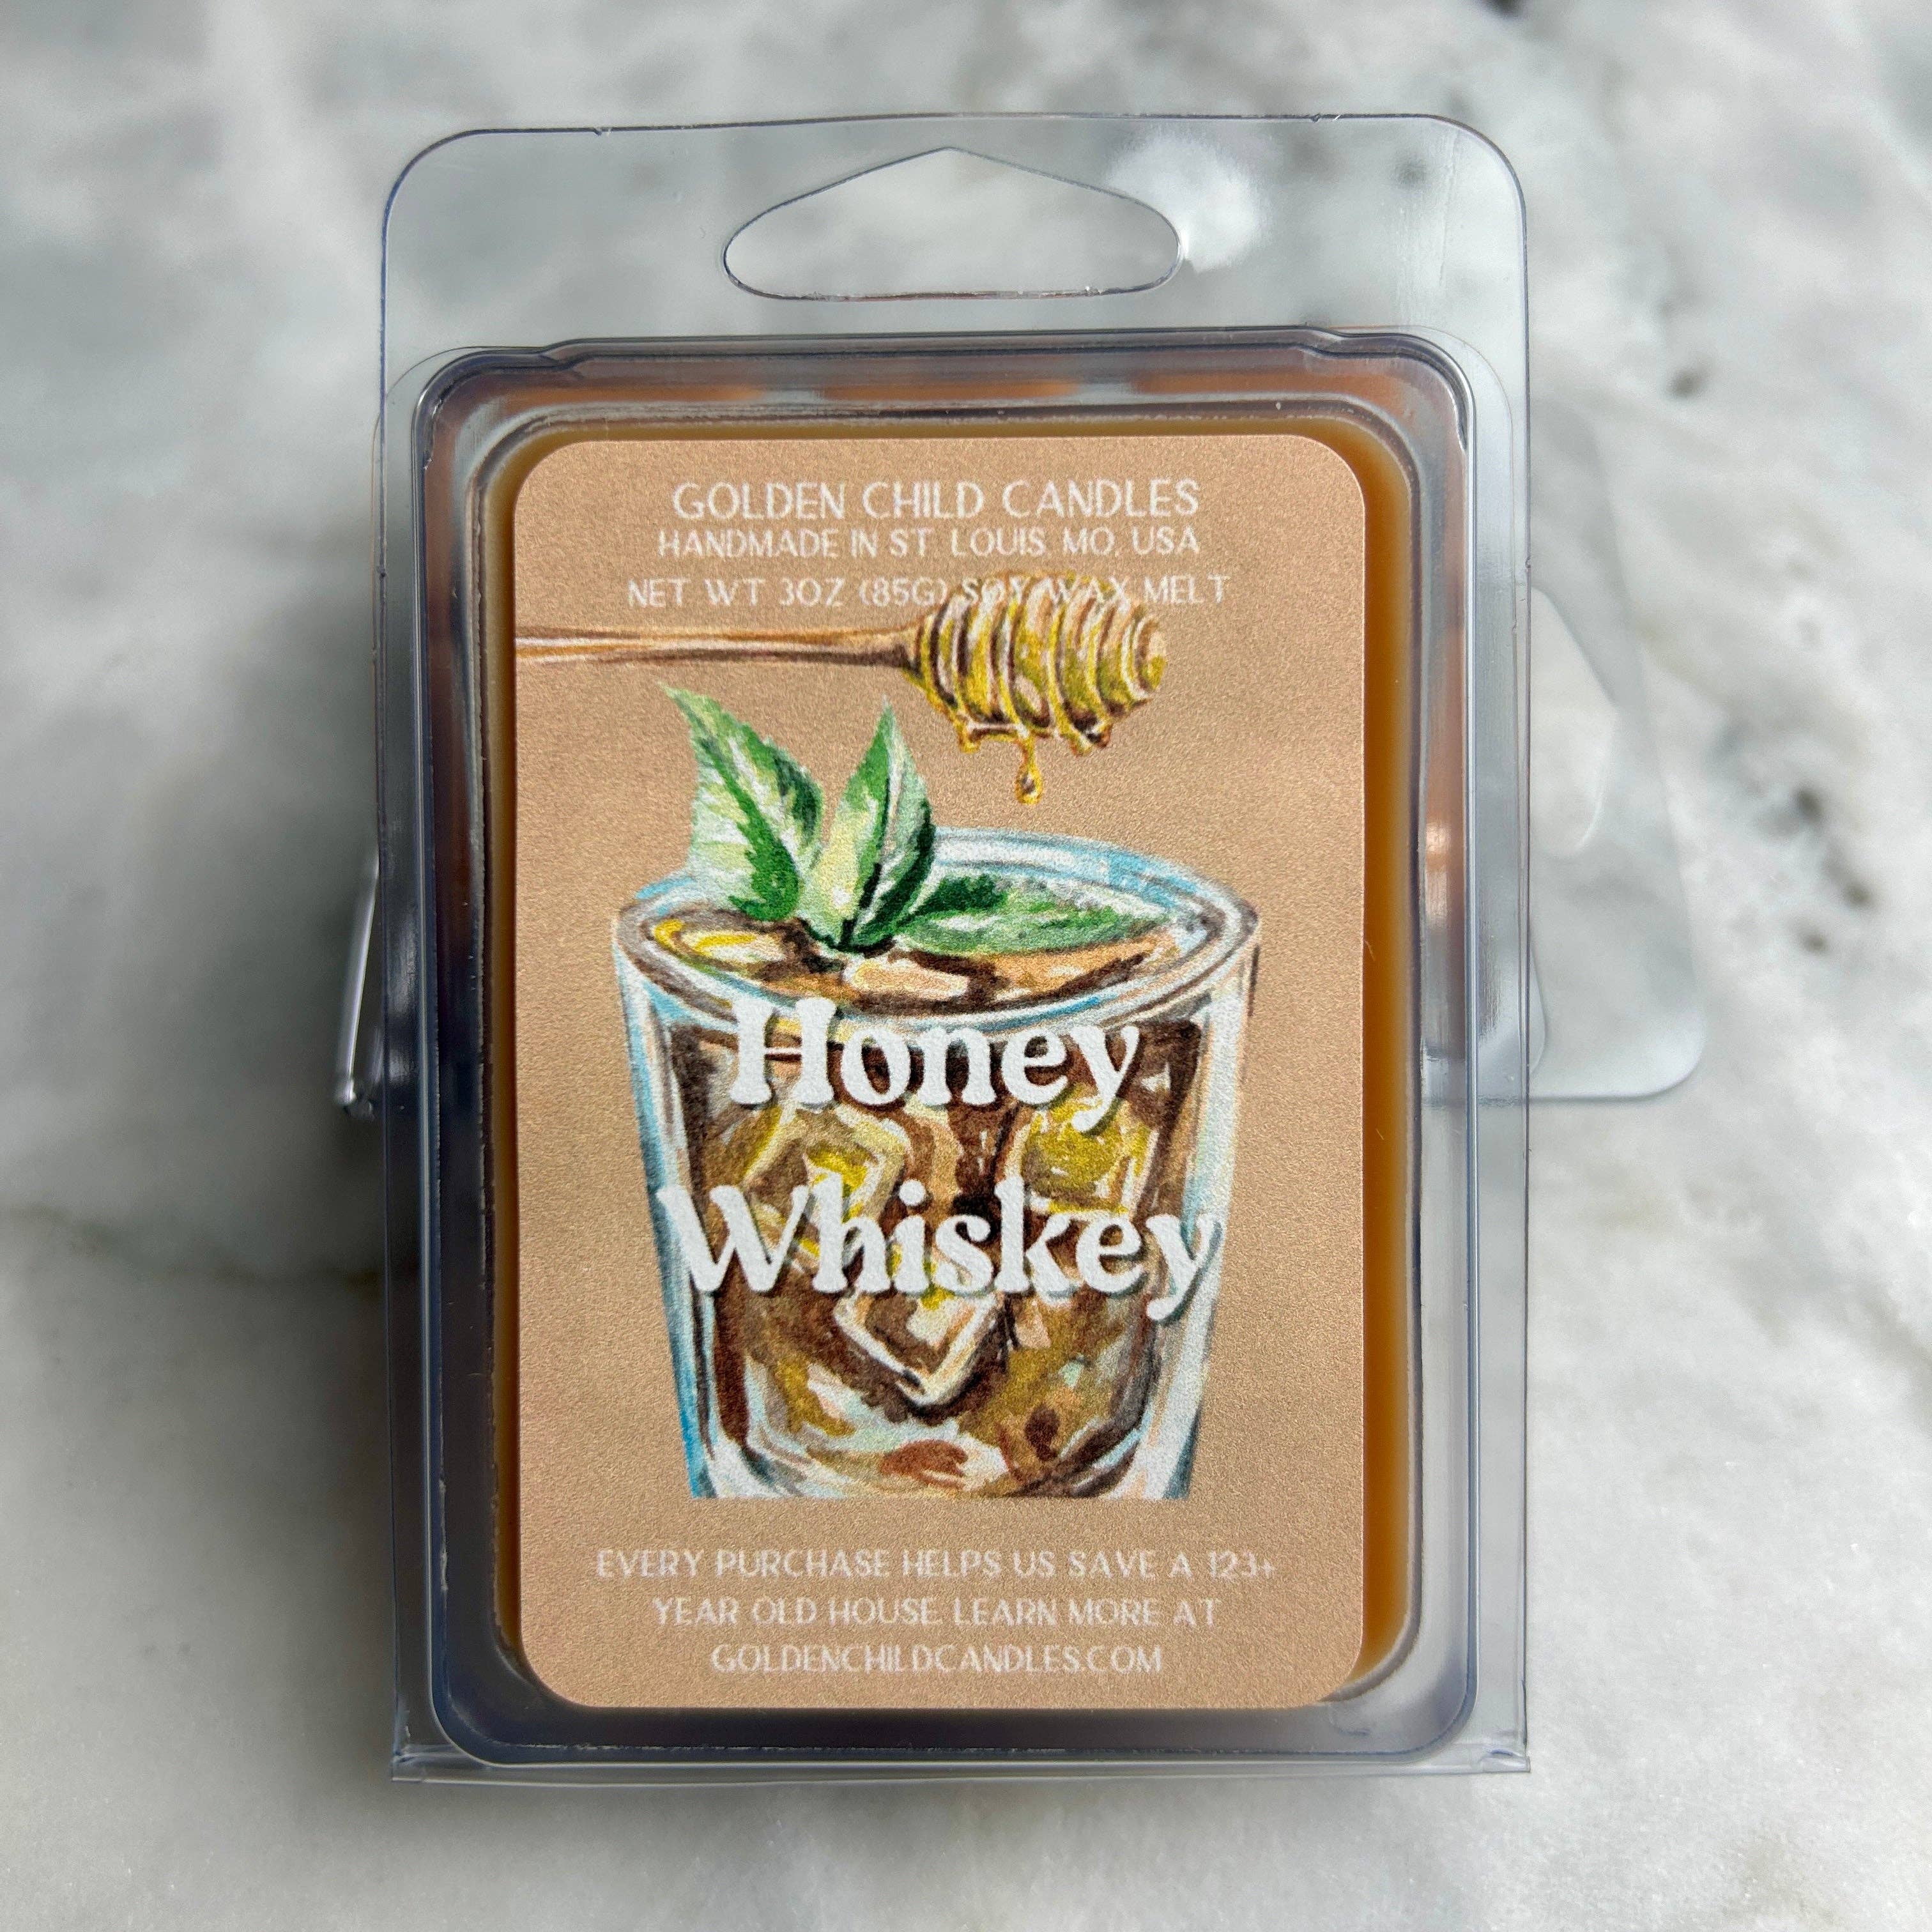 GOLDEN CHILD CANDLES
HANDMADE IN ST. LOUIS, MO, USA
NET WT 3OZ (85G) SOY WAX MELT
Honey
Whiskey
EVERY PURCHASE HELPS US SAVE A 123+
YEAR OLD HOUSE. LEARN MORE AT
GOLDENCHILDCANDLES.COM